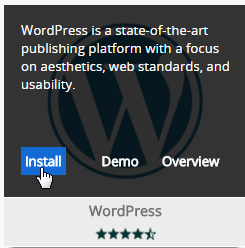 WordPress is a state-of-the-art
publishing platform with a focus
on aesthetics, web standards, and
usability.
Install Demo Overview
WordPress